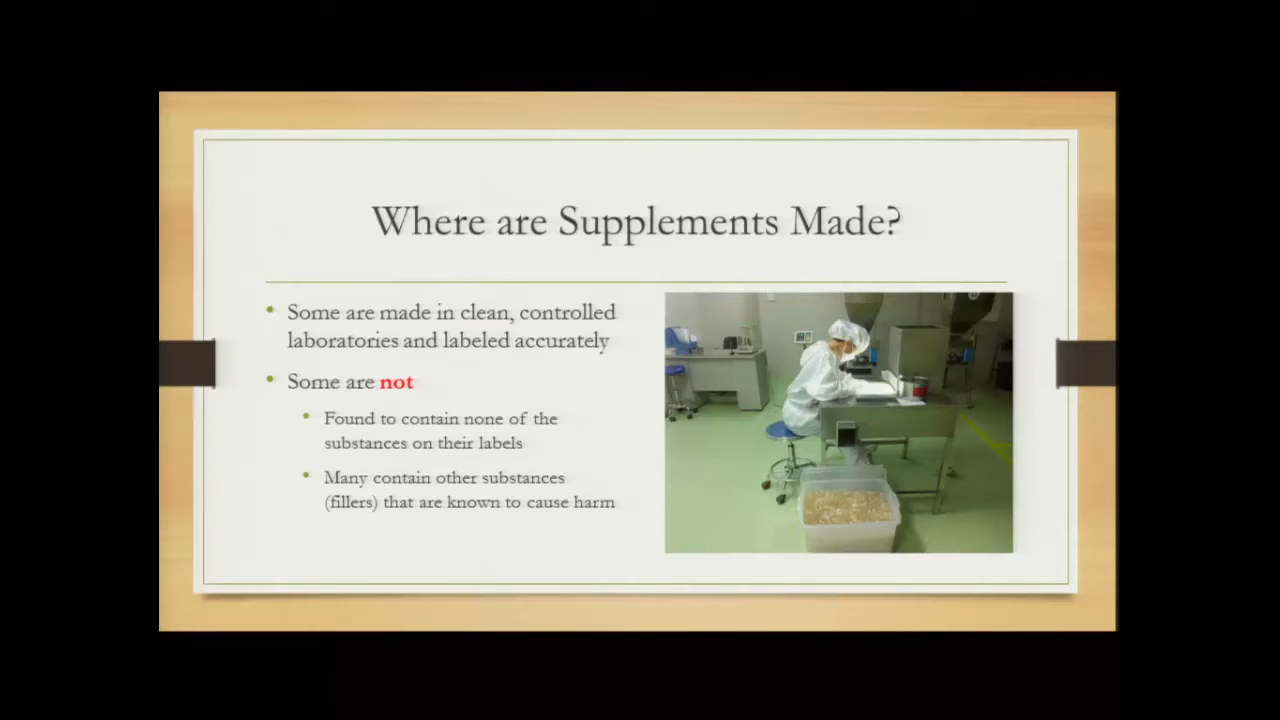 Where are Supplements Made?
• Some are made in clean, controlled
laboratories and labeled accurately
• Some are not
• Found to contain none of the
substances on their labels
• Many contain other substances
(fillers) that are known to cause harm